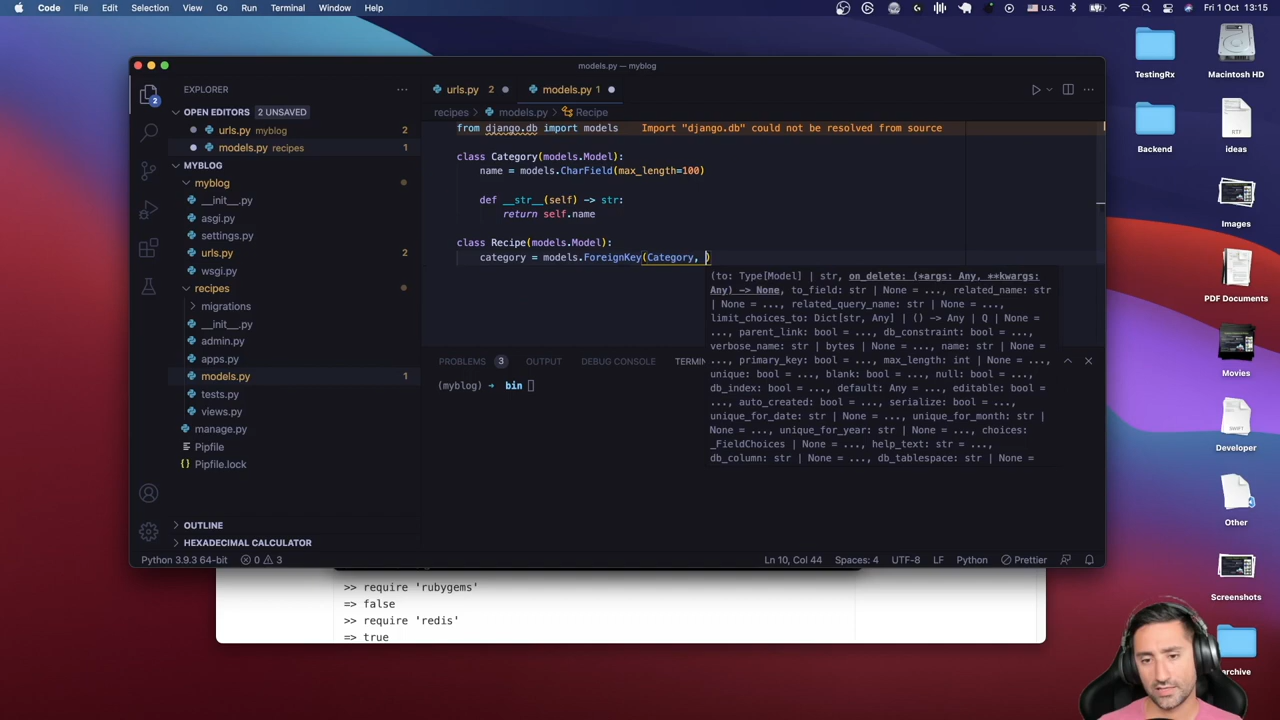 Code File Edit Selection View Go Run Terminal Window Help
U.S. Fri 1 Oct 13:15
models.py — myblog
TestingRx
Macintosh HD
Backend
ideas
Images
PDF Documents
Movies
Developer
Other
Screenshots
archive
EXPLORER
OPEN EDITORS 2 UNSAVED
urls.py myblog 2
models.py recipes 1
MYBLOG
myblog
__init__.py
asgi.py
settings.py
urls.py 2
wsgi.py
recipes
migrations
__init__.py
admin.py
apps.py
models.py 1
tests.py
views.py
manage.py
Pipfile
Pipfile.lock
OUTLINE
HEXADECIMAL CALCULATOR
2
urls.py 2
models.py 1
recipes > models.py > Recipe
from django.db import models Import "django.db" could not be resolved from source
class Category(models.Model):
name = models.CharField(max_length=100)
def __str__(self) -> str:
return self.name
class Recipe(models.Model):
category = models.ForeignKey(Category, )
(to: Type[Model] | str, on_delete: (*args: Any, **kwargs:
Any) -> None, to_field: str | None = ..., related_name: str
| None = ..., related_query_name: str | None = ...,
limit_choices_to: Dict[str, Any] | () -> Any | Q | None =
..., parent_link: bool = ..., db_constraint: bool = ...,
verbose_name: str | bytes | None = ..., name: str | None =
..., primary_key: bool = ..., max_length: int | None = ...,
unique: bool = ..., blank: bool = ..., null: bool = ...,
db_index: bool = ..., default: Any = ..., editable: bool =
..., auto_created: bool = ..., serialize: bool = ...,
unique_for_date: str | None = ..., unique_for_month: str |
None = ..., unique_for_year: str | None = ..., choices:
_FieldChoices | None = ..., help_text: str = ...,
db_column: str | None = ..., db_tablespace: str | None =
PROBLEMS 3 OUTPUT DEBUG CONSOLE TERMIN
(myblog) → bin
Python 3.9.3 64-bit 0 3
Ln 10, Col 44 Spaces: 4 UTF-8 LF Python Prettier
>> require 'rubygems'
=> false
>> require 'redis'
=> true